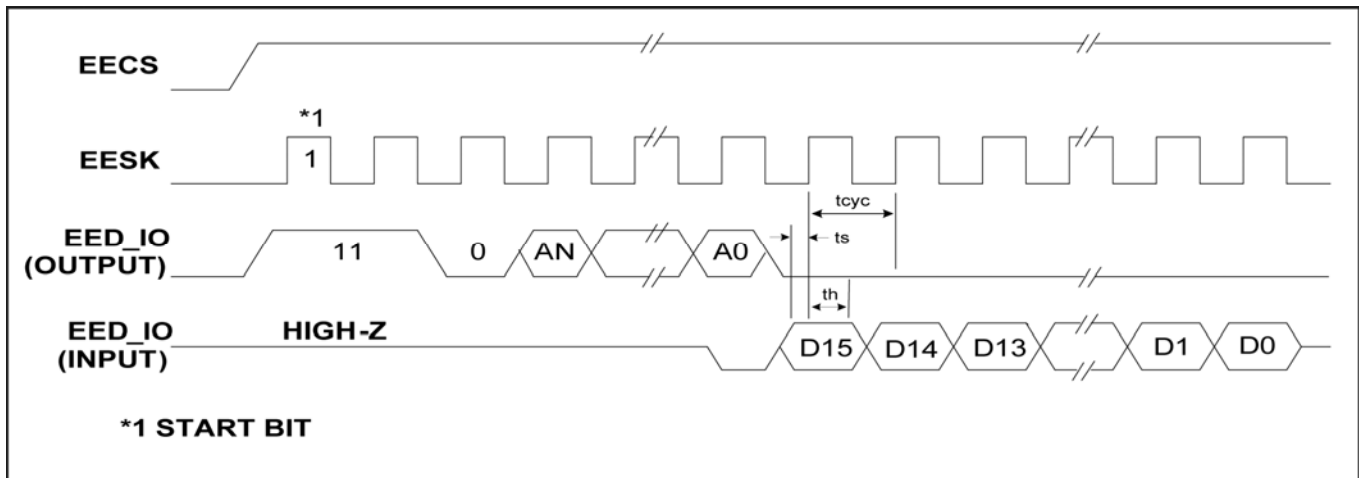 EECS
*1
EESK
1
tcyc
EED_IO
(OUTPUT)
11
0
AN
A0
ts
th
EED_IO
(INPUT)
HIGH-Z
D15
D14
D13
D1
D0
*1 START BIT